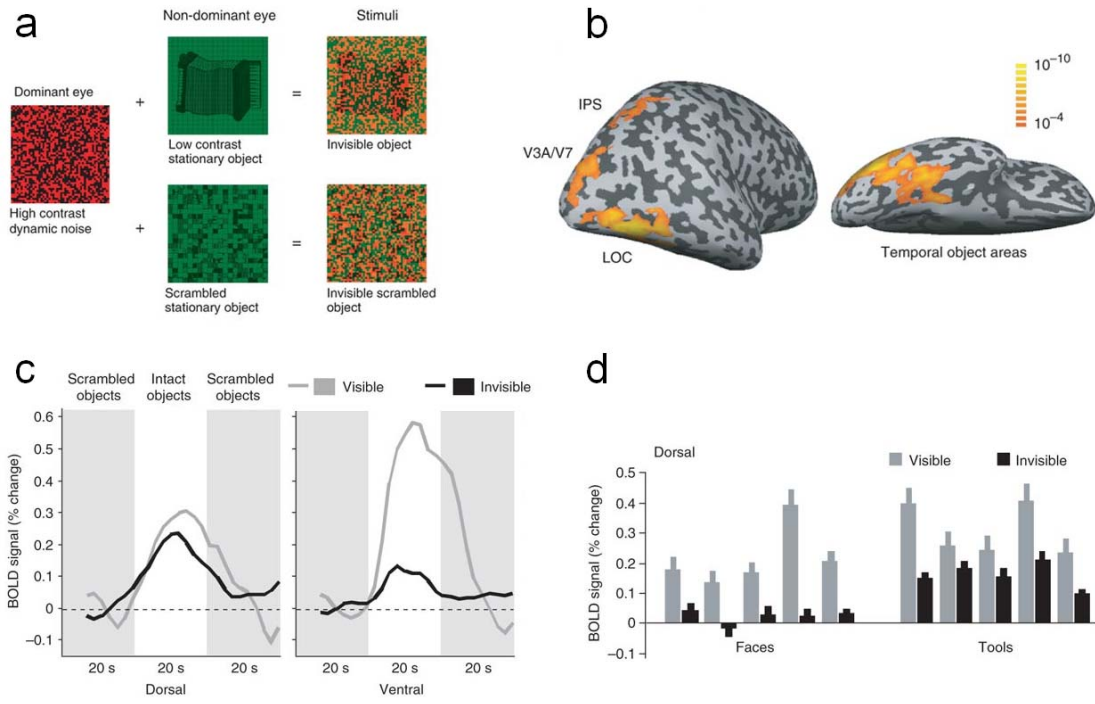 a
Non-dominant eye
Stimuli
Dominant eye
+
=
Low contrast
stationary object
Invisible object
High contrast
dynamic noise
+
=
Scrambled
stationary object
Invisible scrambled
object
b
10⁻¹⁰
10⁻⁴
IPS
V3A/V7
LOC
Temporal object areas
c
Scrambled
objects
Intact
objects
Scrambled
objects
Visible
Invisible
BOLD signal (% change)
0.6
0.5
0.4
0.3
0.2
0.1
0
–0.1
20 s
20 s
20 s
20 s
20 s
20 s
Dorsal
Ventral
d
Dorsal
Visible
Invisible
BOLD signal (% change)
0.5
0.4
0.3
0.2
0.1
0
–0.1
Faces
Tools